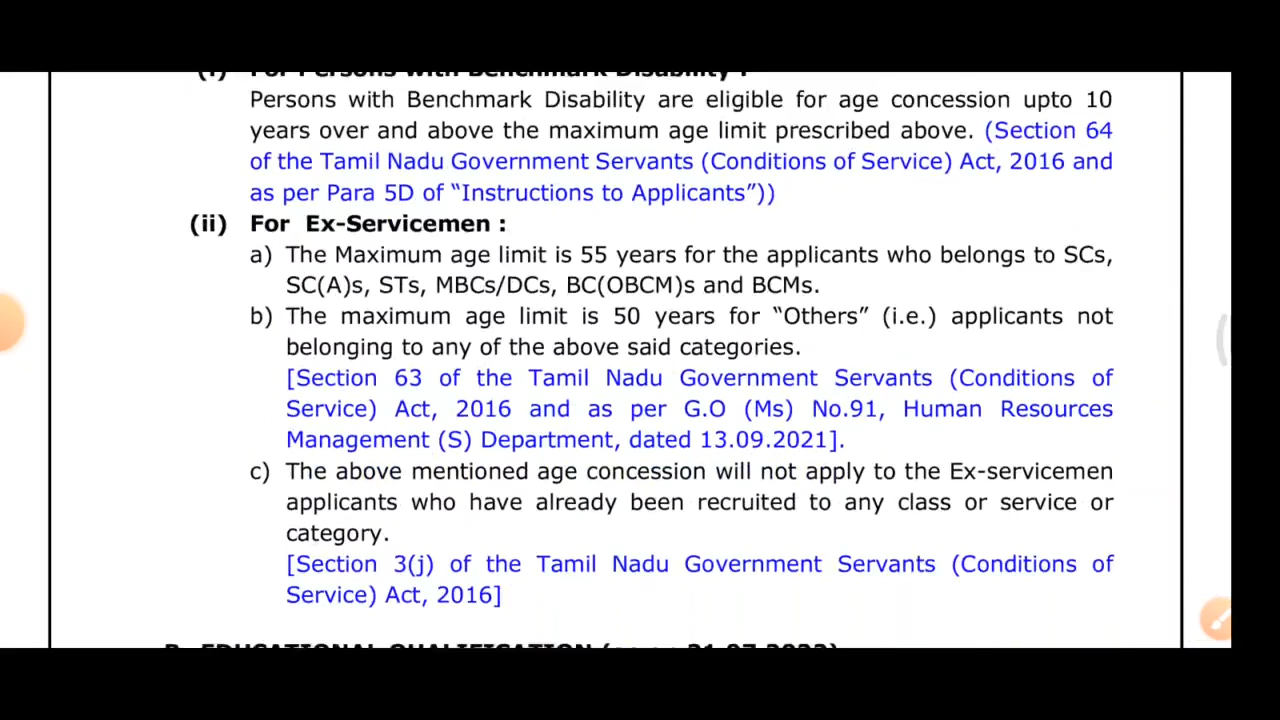 (i) For Persons with Benchmark Disability :
Persons with Benchmark Disability are eligible for age concession upto 10
years over and above the maximum age limit prescribed above. (Section 64
of the Tamil Nadu Government Servants (Conditions of Service) Act, 2016 and
as per Para 5D of “Instructions to Applicants”))
(ii) For Ex-Servicemen :
a) The Maximum age limit is 55 years for the applicants who belongs to SCs,
SC(A)s, STs, MBCs/DCs, BC(OBCM)s and BCMs.
b) The maximum age limit is 50 years for “Others” (i.e.) applicants not
belonging to any of the above said categories.
[Section 63 of the Tamil Nadu Government Servants (Conditions of
Service) Act, 2016 and as per G.O (Ms) No.91, Human Resources
Management (S) Department, dated 13.09.2021].
c) The above mentioned age concession will not apply to the Ex-servicemen
applicants who have already been recruited to any class or service or
category.
[Section 3(j) of the Tamil Nadu Government Servants (Conditions of
Service) Act, 2016]
EDUCATIONAL QUALIFICATION